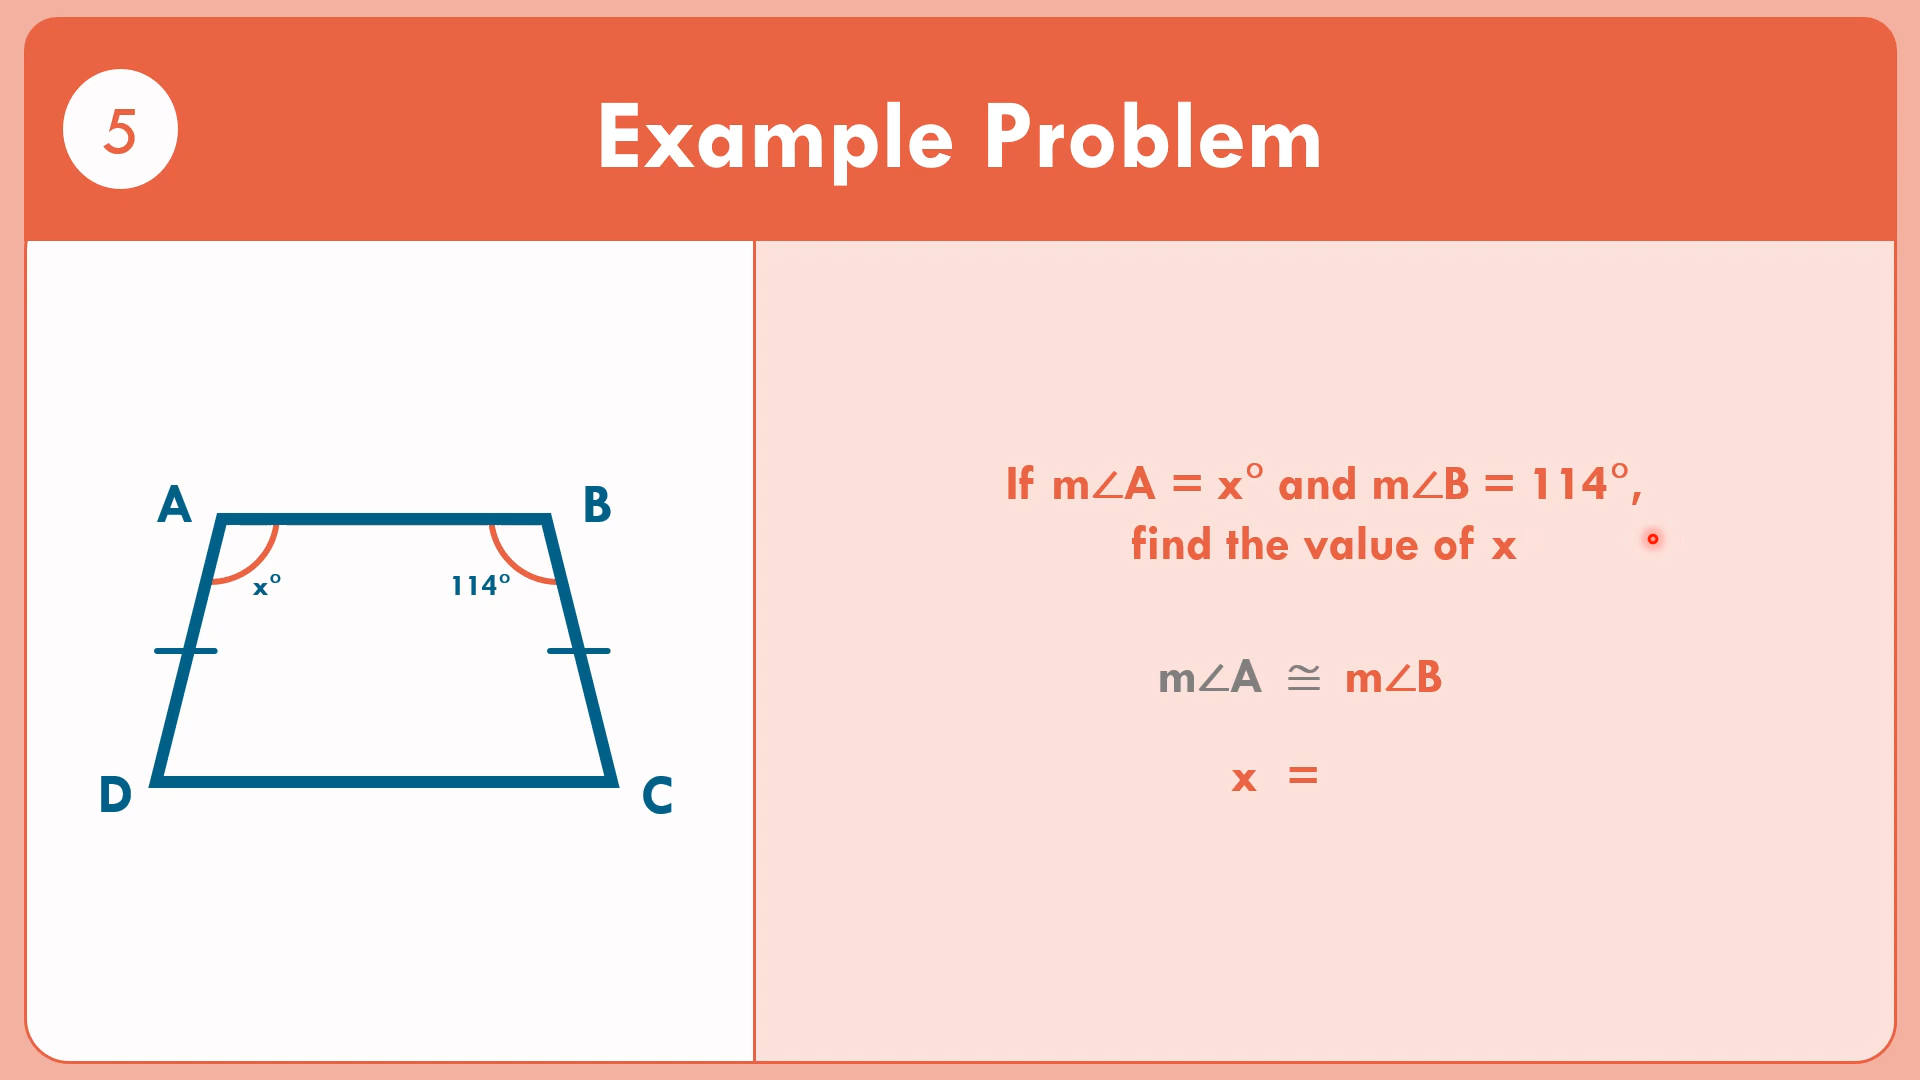 5
Example Problem
A
B
x°
114°
D
C
If m∠A = x° and m∠B = 114°,
find the value of x
m∠A ≅ m∠B
x =